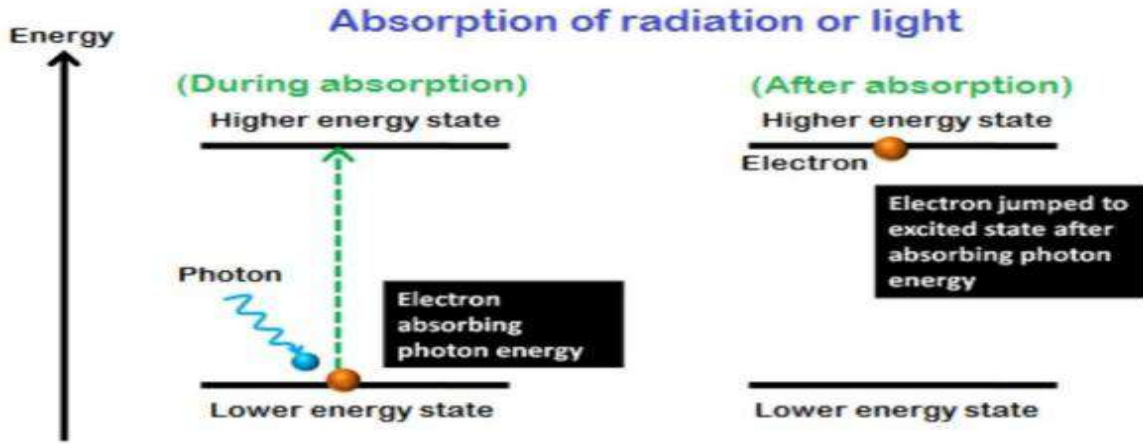 Absorption of radiation or light
Energy
(During absorption)
Higher energy state
Photon
Electron
absorbing
photon energy
Lower energy state
(After absorption)
Higher energy state
Electron
Electron jumped to
excited state after
absorbing photon
energy
Lower energy state